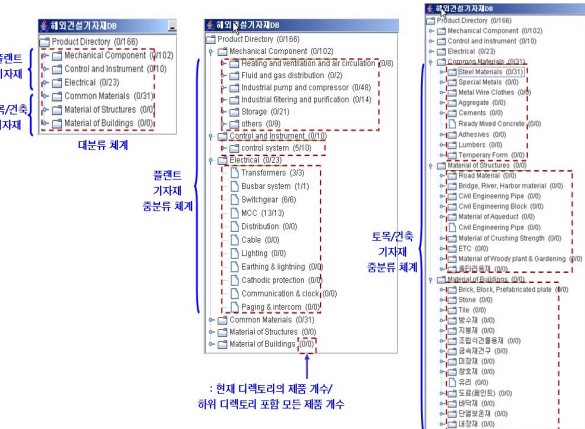 해외건설기자재DB
Product Directory (0/166)
Mechanical Component (0/102)
Control and Instrument (0/10)
Electrical (0/23)
Common Materials (0/31)
Material of Structures (0/0)
Material of Buildings (0/0)
플랜트
기자재
토목/건축
기자재
대분류 체계
해외건설기자재DB
Product Directory (0/166)
Mechanical Component (0/102)
Heating and ventilation and air circulation (0/8)
Fluid and gas distribution (0/2)
Industrial pump and compressor (0/48)
Industrial filtering and purification (0/14)
Storage (0/21)
others (0/9)
Control and Instrument (0/10)
control system (5/10)
Electrical (0/23)
Transformers (3/3)
Busbar system (1/1)
Switchgear (6/6)
MCC (13/13)
Distribution (0/0)
Cable (0/0)
Lighting (0/0)
Earthing & lightning (0/0)
Cathodic protection (0/0)
Communication & clock (0/0)
Paging & intercom (0/0)
Common Materials (0/31)
Material of Structures (0/0)
Material of Buildings (0/0)
플랜트
기자재
중분류 체계
: 현재 디렉토리의 제품 개수/
하위 디렉토리 포함 모든 제품 개수
해외건설기자재DB
Product Directory (0/166)
Mechanical Component (0/102)
Control and Instrument (0/10)
Electrical (0/23)
Common Materials (0/31)
Steel Materials (0/31)
Special Metals (0/0)
Metal Wire Clothes (0/0)
Aggregate (0/0)
Cements (0/0)
Ready Mixed Concrete (0/0)
Adhesives (0/0)
Lumbers (0/0)
Temperary Form (0/0)
Material of Structures (0/0)
Road Material (0/0)
Bridge, River, Harbor material (0/0)
Civil Engineering Pipe (0/0)
Civil Engineering Block (0/0)
Material of Aqueduct (0/0)
Civil Engineering Pipe (0/0)
Material of Crushing Strength (0/0)
ETC (0/0)
Material of Woody plant & Gardening (0/0)
울타리용재 (0/0)
Material of Buildings (0/0)
Brick, Block, Prefabricated plate (0/0)
Stone (0/0)
Tile (0/0)
방수재 (0/0)
지붕재 (0/0)
조립식건물용재 (0/0)
금속재건구 (0/0)
미장재 (0/0)
창호재 (0/0)
유리 (0/0)
도료(페인트) (0/0)
바닥재 (0/0)
단열보온재 (0/0)
내장재 (0/0)
토목/건축
기자재
중분류 체계